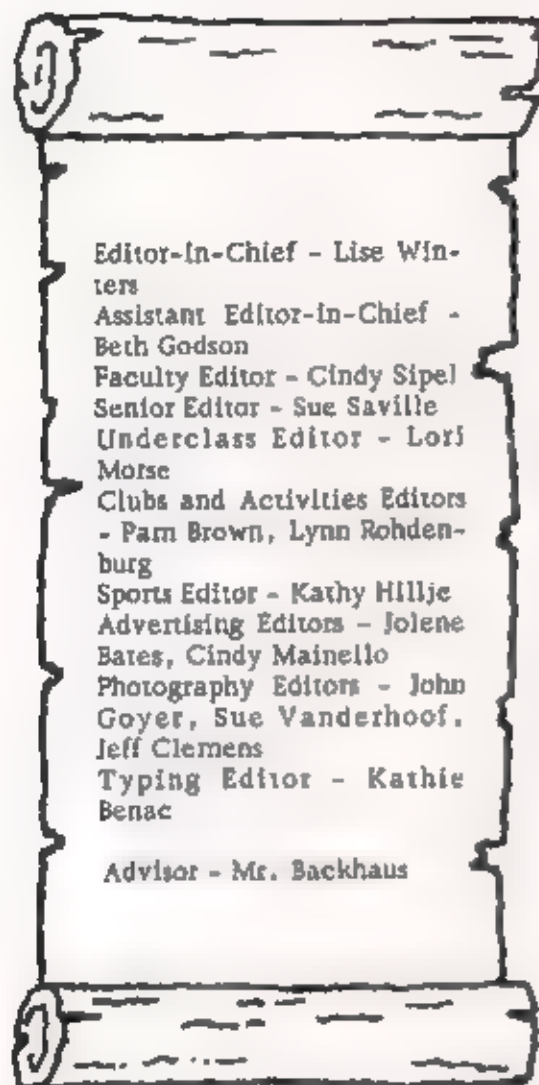 Editor-in-Chief - Lise Win-
ters
Assistant Editor-in-Chief -
Beth Godson
Faculty Editor - Cindy Sipel
Senior Editor - Sue Saville
Underclass Editor - Lori
Morse
Clubs and Activities Editors
- Pam Brown, Lynn Rohden-
burg
Sports Editor - Kathy Hillje
Advertising Editors - Jolene
Bates, Cindy Mainello
Photography Editors - John
Goyer, Sue Vanderhoof,
Jeff Clemens
Typing Editor - Kathie
Benac
Advisor - Mr. Backhaus